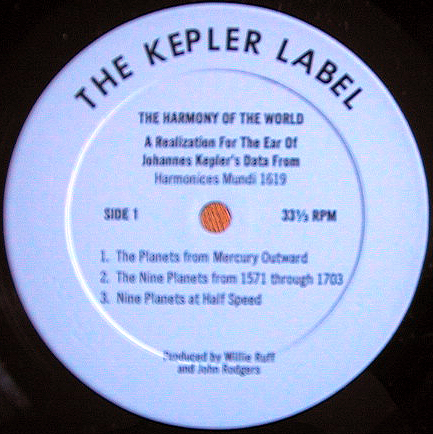 THE KEPLER LABEL
THE HARMONY OF THE WORLD
A Realization For The Ear Of
Johannes Kepler's Data From
Harmonices Mundi 1619
SIDE 1
33⅓ RPM
1. The Planets from Mercury Outward
2. The Nine Planets from 1571 through 1703
3. Nine Planets at Half Speed
Produced by Willie Ruff
and John Rodgers